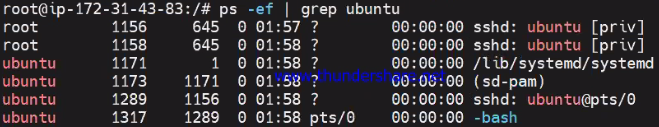 root@ip-172-31-43-83:/# ps -ef | grep ubuntu
root 1156 645 0 01:57 ? 00:00:00 sshd: ubuntu [priv]
root 1158 645 0 01:58 ? 00:00:00 sshd: ubuntu [priv]
ubuntu 1171 1 0 01:58 ? 00:00:00 /lib/systemd/systemd
www.thundershare.net
ubuntu 1173 1171 0 01:58 ? 00:00:00 (sd-pam)
ubuntu 1289 1156 0 01:58 ? 00:00:00 sshd: ubuntu@pts/0
ubuntu 1317 1289 0 01:58 pts/0 00:00:00 -bash